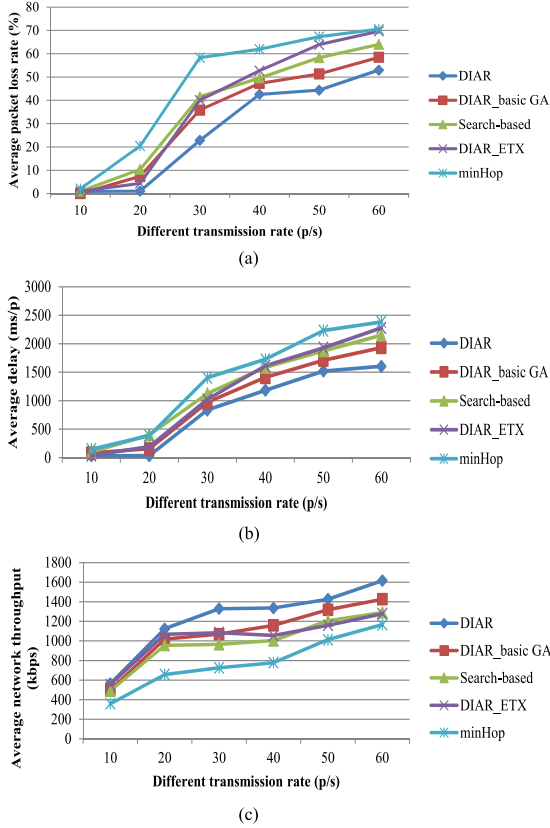 Average packet loss rate (%)
80
70
60
50
40
30
20
10
0
10 20 30 40 50 60
Different transmission rate (p/s)
DIAR
DIAR_basic GA
Search-based
DIAR_ETX
minHop
(a)
Average delay (ms/p)
3000
2500
2000
1500
1000
500
0
10 20 30 40 50 60
Different transmission rate (p/s)
DIAR
DIAR_basic GA
Search-based
DIAR_ETX
minHop
(b)
Average network throughput
(kbps)
1800
1600
1400
1200
1000
800
600
400
200
0
10 20 30 40 50 60
Different transmission rate (p/s)
DIAR
DIAR_basic GA
Search-based
DIAR_ETX
minHop
(c)